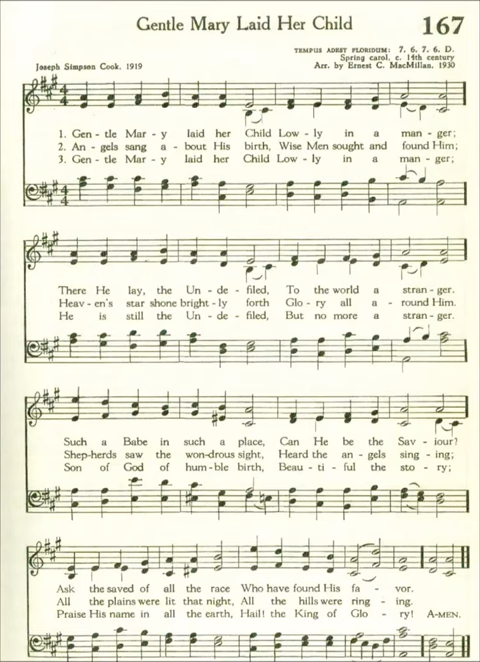 Gentle Mary Laid Her Child 167
TEMPUS ADEST FLORIDUM: 7. 6. 7. 6. D.
Spring carol, c. 14th century
Joseph Simpson Cook, 1919 Arr. by Ernest C. MacMillan, 1930
1. Gen - tle Mar - y laid her Child Low - ly in a man - ger;
2. An - gels sang a - bout His birth, Wise Men sought and found Him;
3. Gen - tle Mar - y laid her Child Low - ly in a man - ger;
There He lay, the Un - de - filed, To the world a stran - ger.
Heav - en's star shone bright - ly forth Glo - ry all a - round Him.
He is still the Un - de - filed, But no more a stran - ger.
Such a Babe in such a place, Can He be the Sav - iour?
Shep-herds saw the won-drous sight, Heard the an - gels sing - ing;
Son of God of hum - ble birth, Beau - ti - ful the sto - ry;
Ask the saved of all the race Who have found His fa - vor.
All the plains were lit that night, All the hills were ring - ing.
Praise His name in all the earth, Hail! the King of Glo - ry! A-MEN.